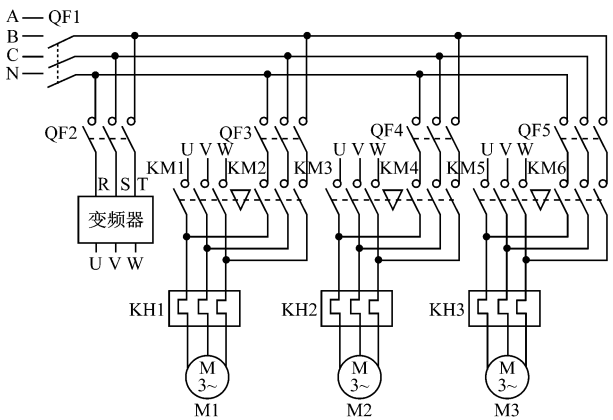 A QF1
B
C
N
QF2 QF3 QF4 QF5
U V W U V W U V W
KM1 KM2 KM3 KM4 KM5 KM6
R S T
变频器
U V W
KH1 KH2 KH3
M 3~ M 3~ M 3~
M1 M2 M3